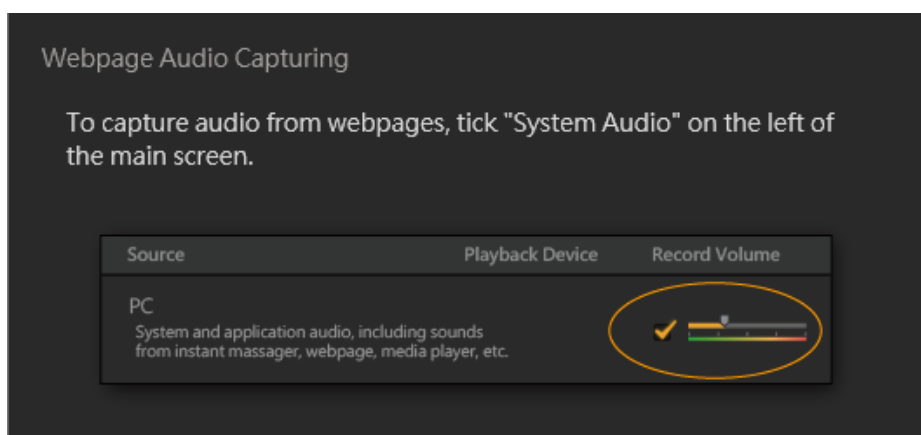 Webpage Audio Capturing
To capture audio from webpages, tick "System Audio" on the left of
the main screen.
Source Playback Device Record Volume
PC
System and application audio, including sounds
from instant massager, webpage, media player, etc.